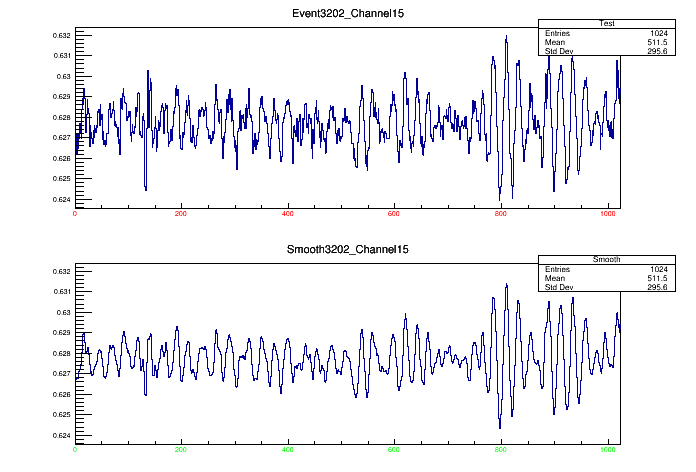 Event3202_Channel15
Test
Entries 1024
Mean 511.5
Std Dev 295.6
0.632
0.631
0.63
0.629
0.628
0.627
0.626
0.625
0.624
0 200 400 600 800 1000
Smooth3202_Channel15
Smooth
Entries 1024
Mean 511.5
Std Dev 295.6
0.632
0.631
0.63
0.629
0.628
0.627
0.626
0.625
0.624
0 200 400 600 800 1000